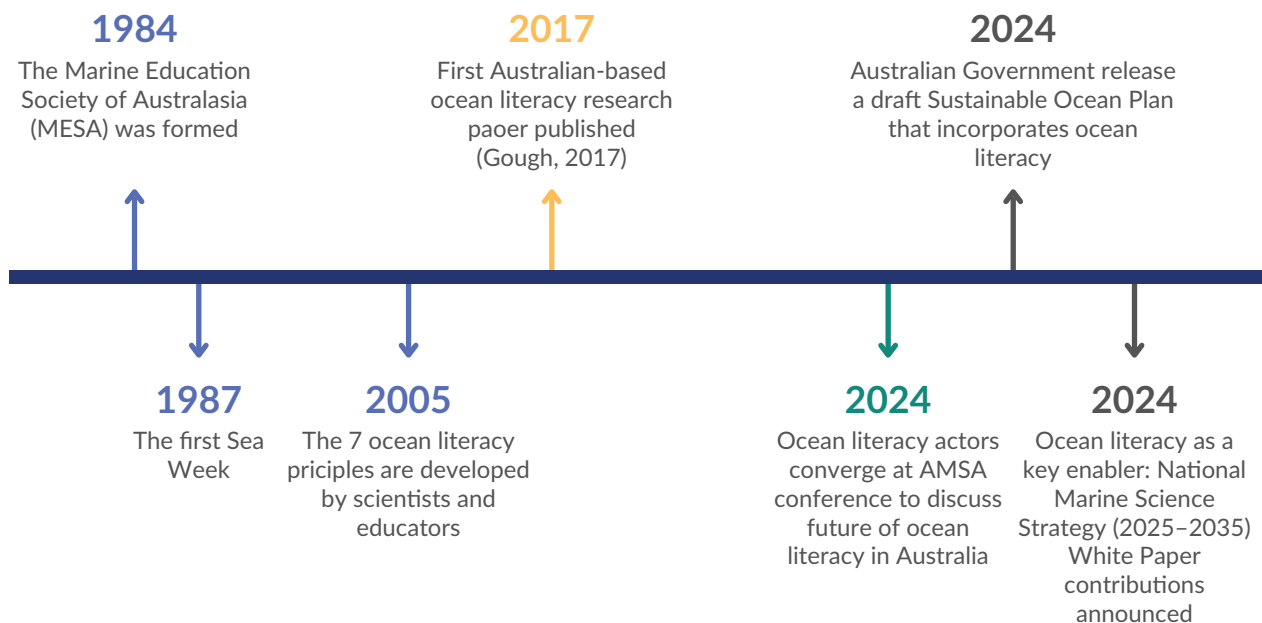 1984
The Marine Education
Society of Australasia
(MESA) was formed
2017
First Australian-based
ocean literacy research
paoer published
(Gough, 2017)
2024
Australian Government release
a draft Sustainable Ocean Plan
that incorporates ocean
literacy
1987
The first Sea
Week
2005
The 7 ocean literacy
priciples are developed
by scientists and
educators
2024
Ocean literacy actors
converge at AMSA
conference to discuss
future of ocean
literacy in Australia
2024
Ocean literacy as a
key enabler: National
Marine Science
Strategy (2025–2035)
White Paper
contributions
announced